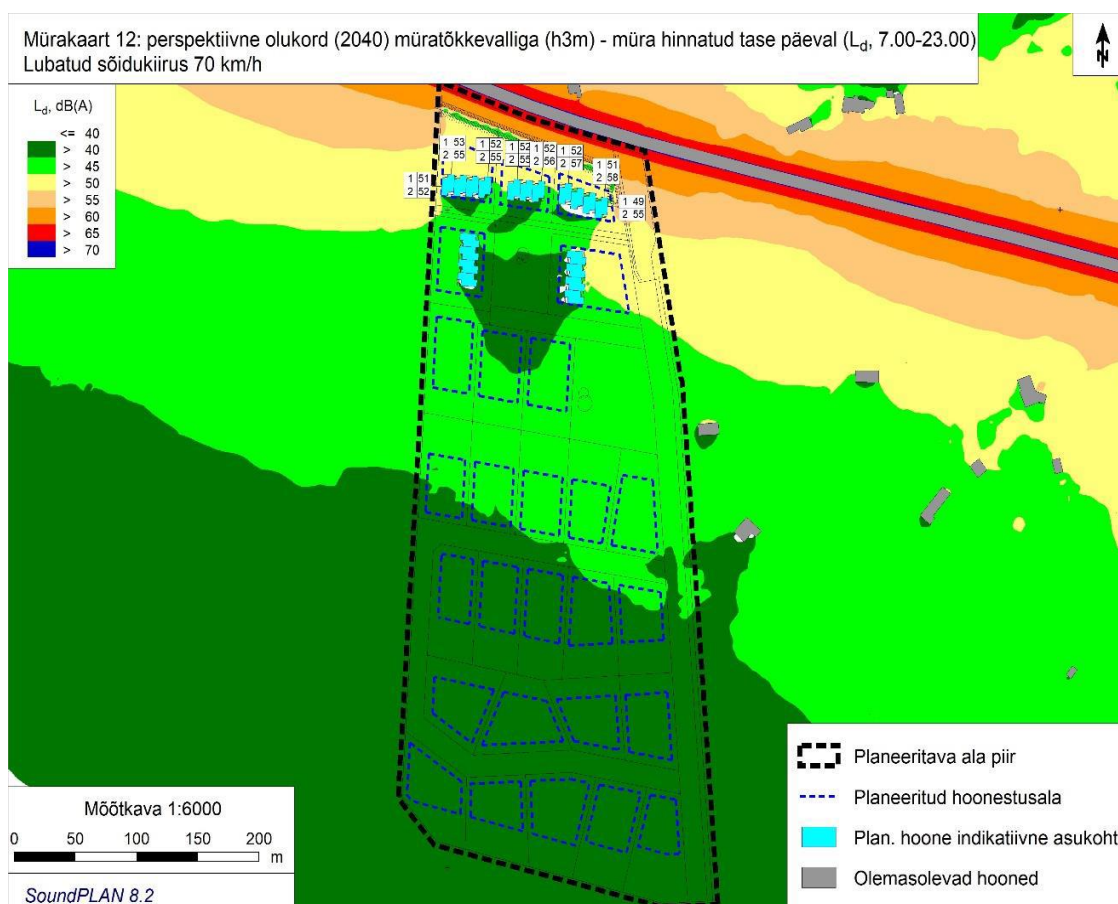 Mürakaart 12: perspektiivne olukord (2040) müratõkkevalliga (h3m) - müra hinnatud tase päeval (Ld, 7.00-23.00)
Lubatud sõidukiirus 70 km/h
N
Ld, dB(A)
<= 40
> 40
> 45
> 50
> 55
> 60
> 65
> 70
1 53
2 55
1 52
2 55
1 52
2 55
1 52
2 56
1 52
2 57
1 51
2 58
1 51
2 52
1 49
2 55
Planeeritava ala piir
Planeeritud hoonestusala
Plan. hoone indikatiivne asukoht
Olemasolevad hooned
Mõõtkava 1:6000
0 50 100 150 200
m
SoundPLAN 8.2